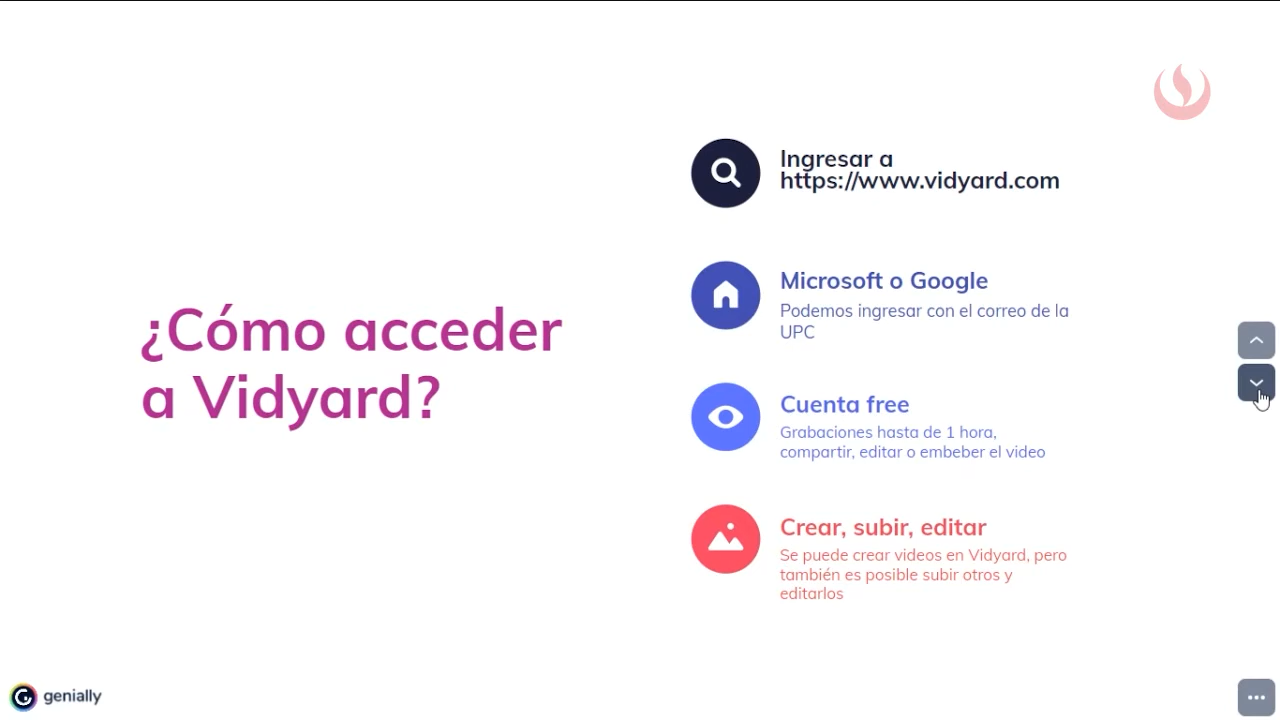 ¿Cómo acceder
a Vidyard?
Ingresar a
https://www.vidyard.com
Microsoft o Google
Podemos ingresar con el correo de la
UPC
Cuenta free
Grabaciones hasta de 1 hora,
compartir, editar o embeber el video
Crear, subir, editar
Se puede crear videos en Vidyard, pero
también es posible subir otros y
editarlos
genially